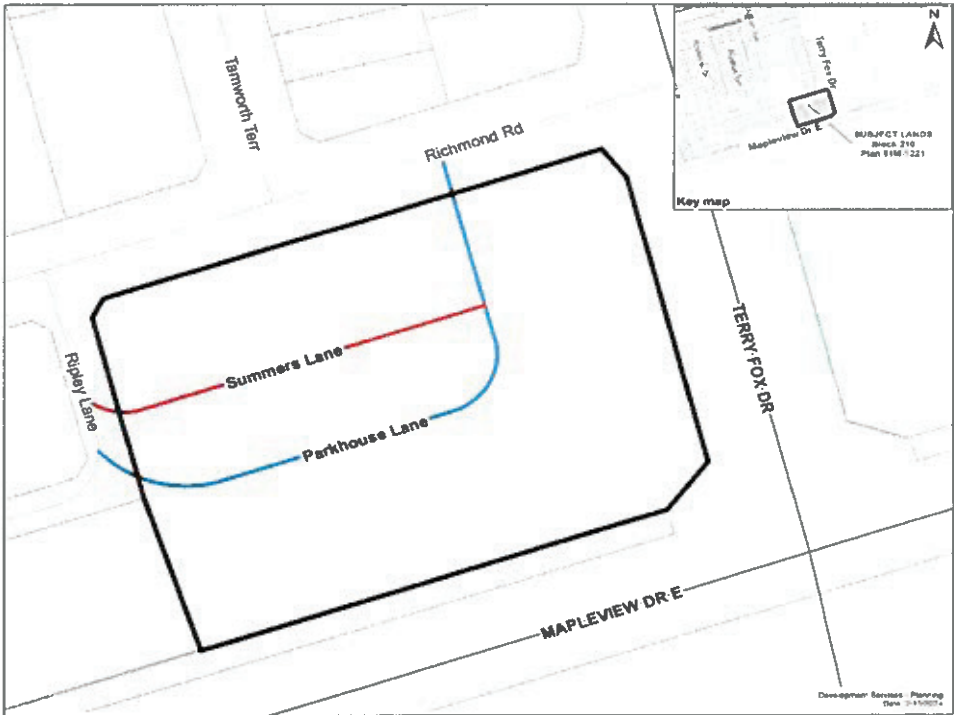 Tamworth Terr
Richmond Rd
N
Terry Fox Dr
Mapleview Dr E
SUBJECT LANDS
Block 210
Key map
Summers Lane
Ripley Lane
Parkhouse Lane
TERRY FOX DR
MAPLEVIEW DR E
Development Services - Planning